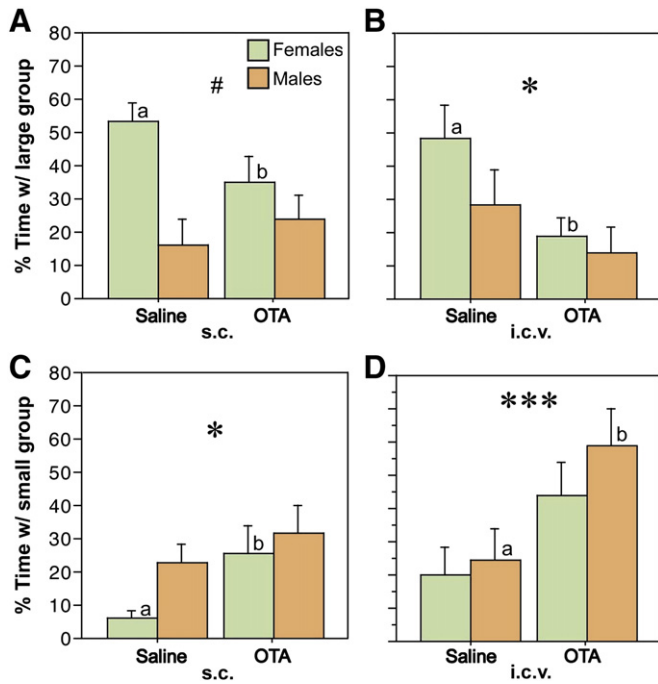 A
B
80
70
60
50
40
30
20
10
0
% Time w/ large group
Females
Males
#
a
b
Saline
OTA
s.c.
*
a
b
Saline
OTA
i.c.v.
C
D
80
70
60
50
40
30
20
10
0
% Time w/ small group
*
a
b
Saline
OTA
s.c.
***
a
b
Saline
OTA
i.c.v.